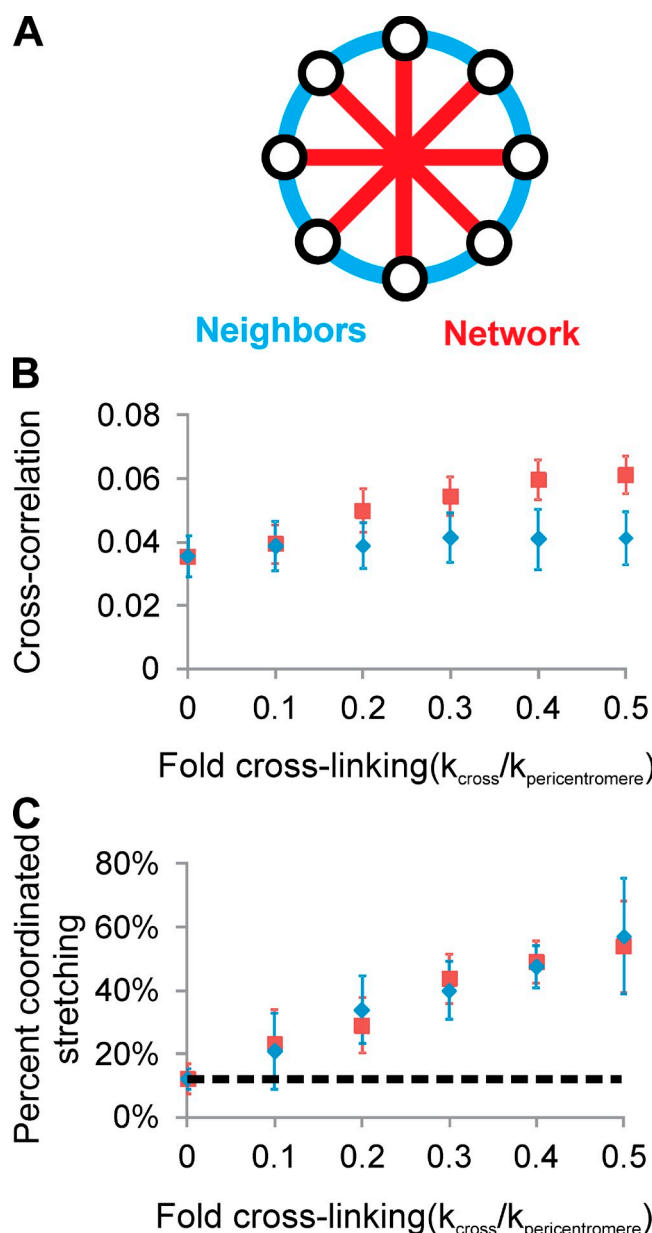 A
Neighbors Network
B
Cross-correlation
0.08
0.06
0.04
0.02
0
0 0.1 0.2 0.3 0.4 0.5
Fold cross-linking(kcross/kpericentromere)
C
Percent coordinated
stretching
80%
60%
40%
20%
0%
0 0.1 0.2 0.3 0.4 0.5
Fold cross-linking(kcross/kpericentromere)